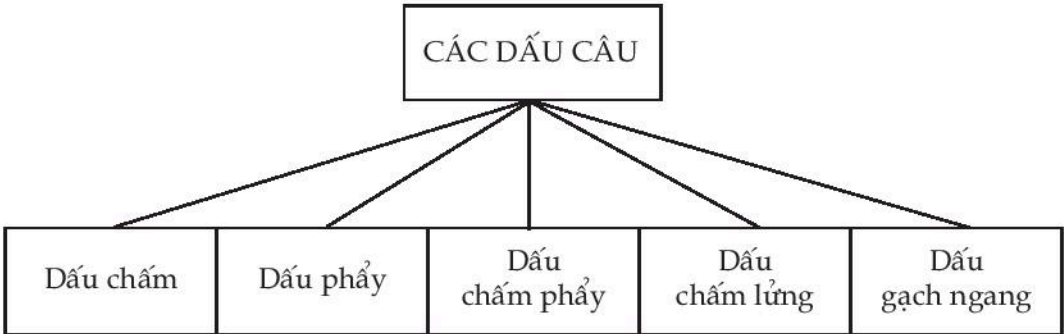 CÁC DẤU CÂU
Dấu chấm
Dấu phẩy
Dấu
chấm phẩy
Dấu
chấm lửng
Dấu
gạch ngang